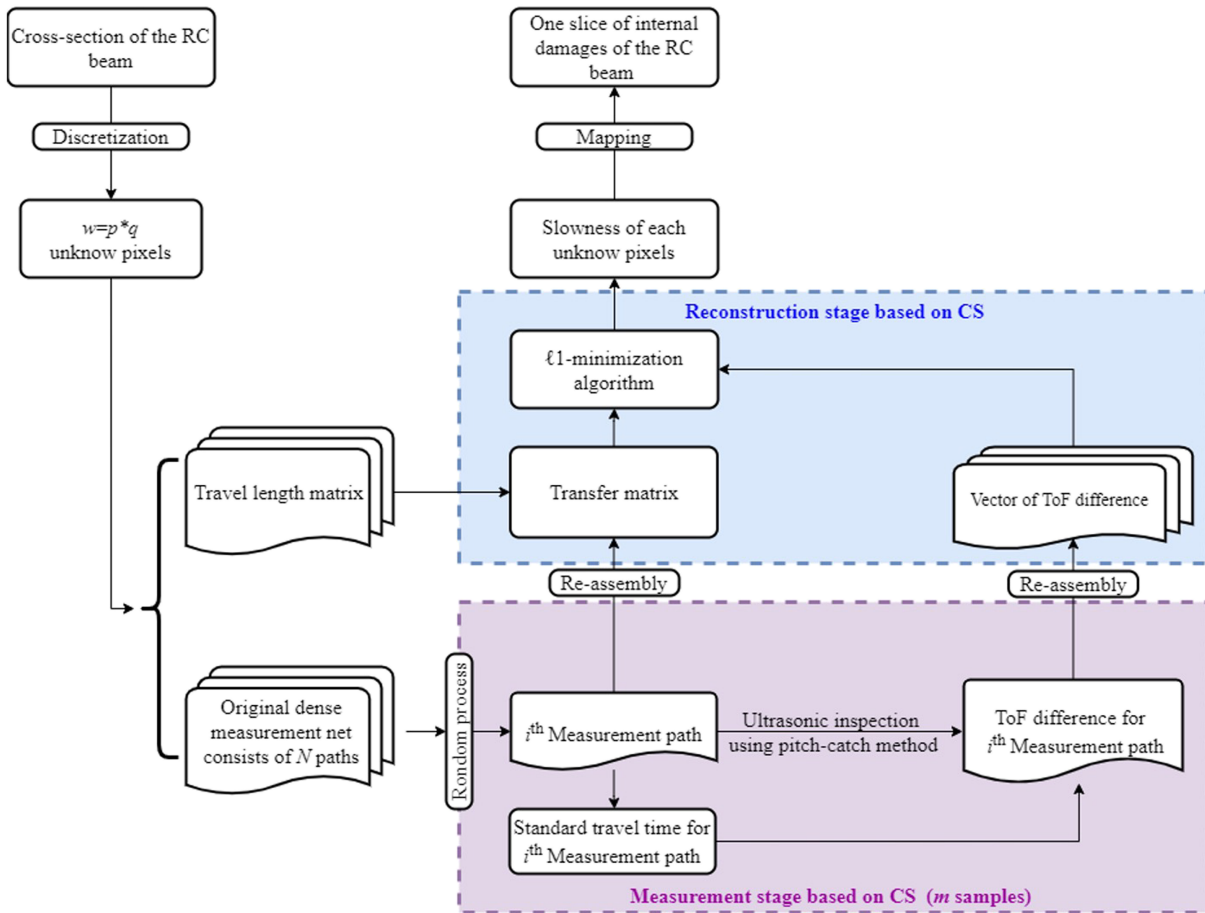 Cross-section of the RC
beam
Discretization
w=p*q
unknow pixels
One slice of internal
damages of the RC
beam
Mapping
Slowness of each
unknow pixels
Reconstruction stage based on CS
ℓ1-minimization
algorithm
Travel length matrix
Transfer matrix
Vector of ToF difference
Re-assembly
Re-assembly
Original dense
measurement net
consists of N paths
Rondom process
iᵗʰ Measurement path
Ultrasonic inspection
using pitch-catch method
ToF difference for
iᵗʰ Measurement path
Standard travel time for
iᵗʰ Measurement path
Measurement stage based on CS (m samples)